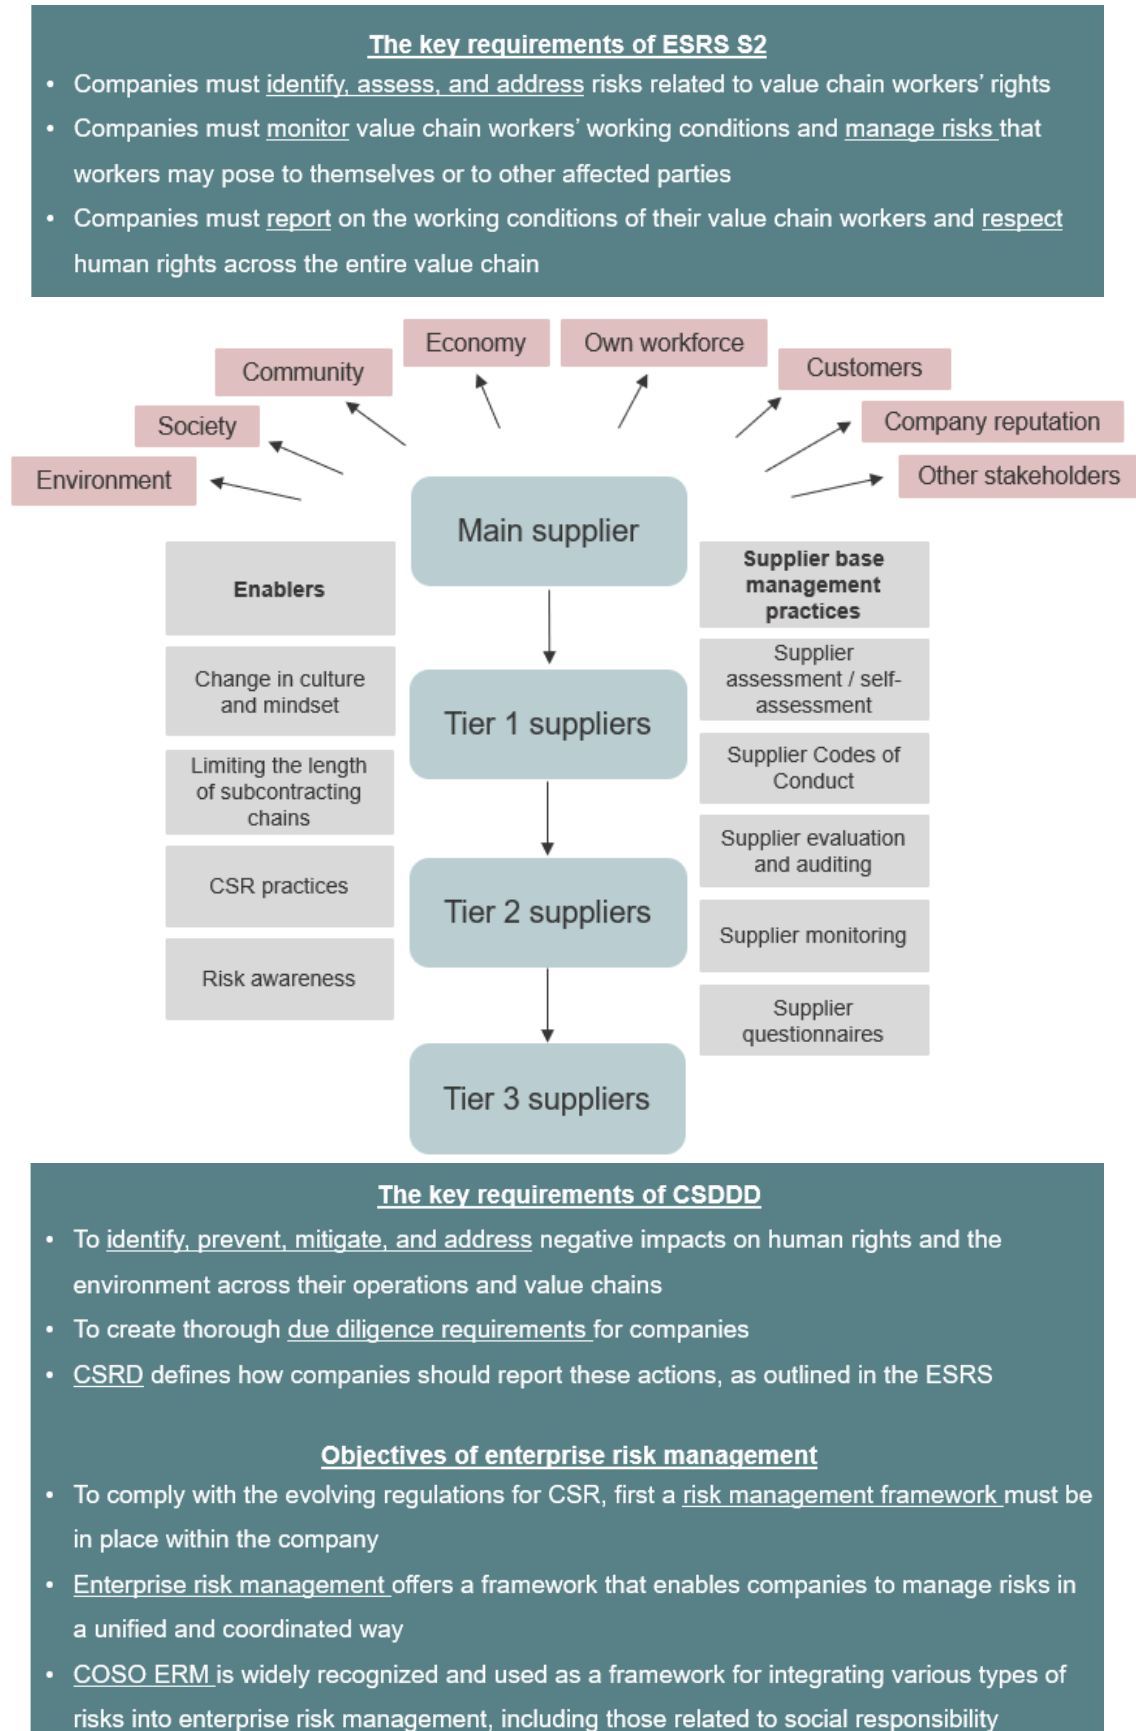 The key requirements of ESRS S2
• Companies must identify, assess, and address risks related to value chain workers’ rights
• Companies must monitor value chain workers’ working conditions and manage risks that
workers may pose to themselves or to other affected parties
• Companies must report on the working conditions of their value chain workers and respect
human rights across the entire value chain
Economy
Own workforce
Community
Customers
Society
Company reputation
Environment
Other stakeholders
Main supplier
Enablers
Change in culture
and mindset
Limiting the length
of subcontracting
chains
CSR practices
Risk awareness
Tier 1 suppliers
Tier 2 suppliers
Tier 3 suppliers
Supplier base
management
practices
Supplier
assessment / self-
assessment
Supplier Codes of
Conduct
Supplier evaluation
and auditing
Supplier monitoring
Supplier
questionnaires
The key requirements of CSDDD
• To identify, prevent, mitigate, and address negative impacts on human rights and the
environment across their operations and value chains
• To create thorough due diligence requirements for companies
• CSRD defines how companies should report these actions, as outlined in the ESRS
Objectives of enterprise risk management
• To comply with the evolving regulations for CSR, first a risk management framework must be
in place within the company
• Enterprise risk management offers a framework that enables companies to manage risks in
a unified and coordinated way
• COSO ERM is widely recognized and used as a framework for integrating various types of
risks into enterprise risk management, including those related to social responsibility